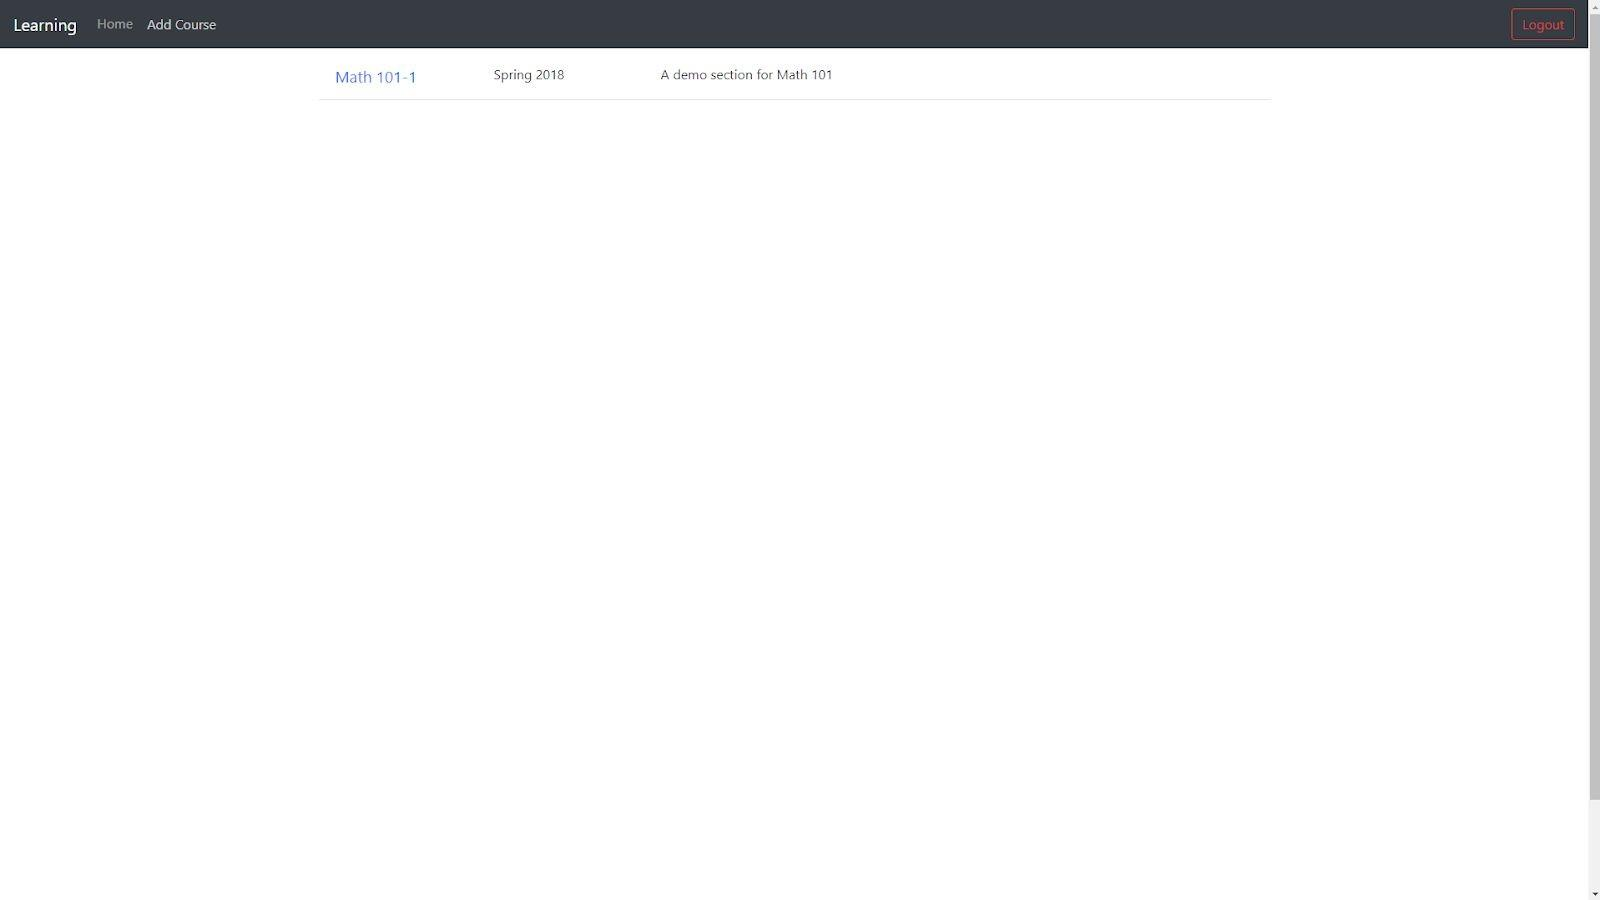 Learning Home Add Course Logout
Math 101-1 Spring 2018 A demo section for Math 101